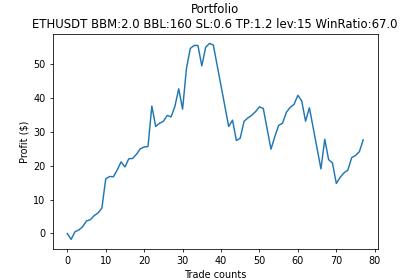 Portfolio
ETHUSDT BBM:2.0 BBL:160 SL:0.6 TP:1.2 lev:15 WinRatio:67.0
50
40
30
20
10
0
Profit ($)
0 10 20 30 40 50 60 70 80
Trade counts